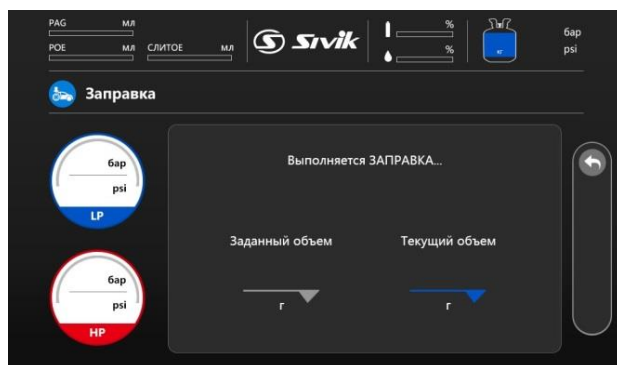 PAG мл
POE мл СЛИТОЕ мл
S Sıvik
%
%
кг
бар
psi
Заправка
бар
psi
LP
бар
psi
HP
Выполняется ЗАПРАВКА...
Заданный объем Текущий объем
г г